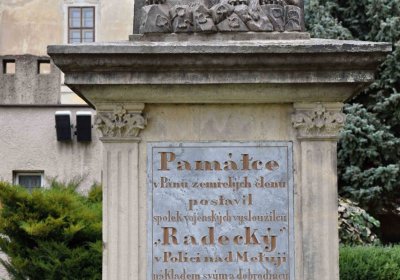 Památce
v Pánu zemřelých členů
postavil
spolek vojenských vysloužilců
„Radecký“
v Polici nad Metují
nákladem svým a dobrodinců